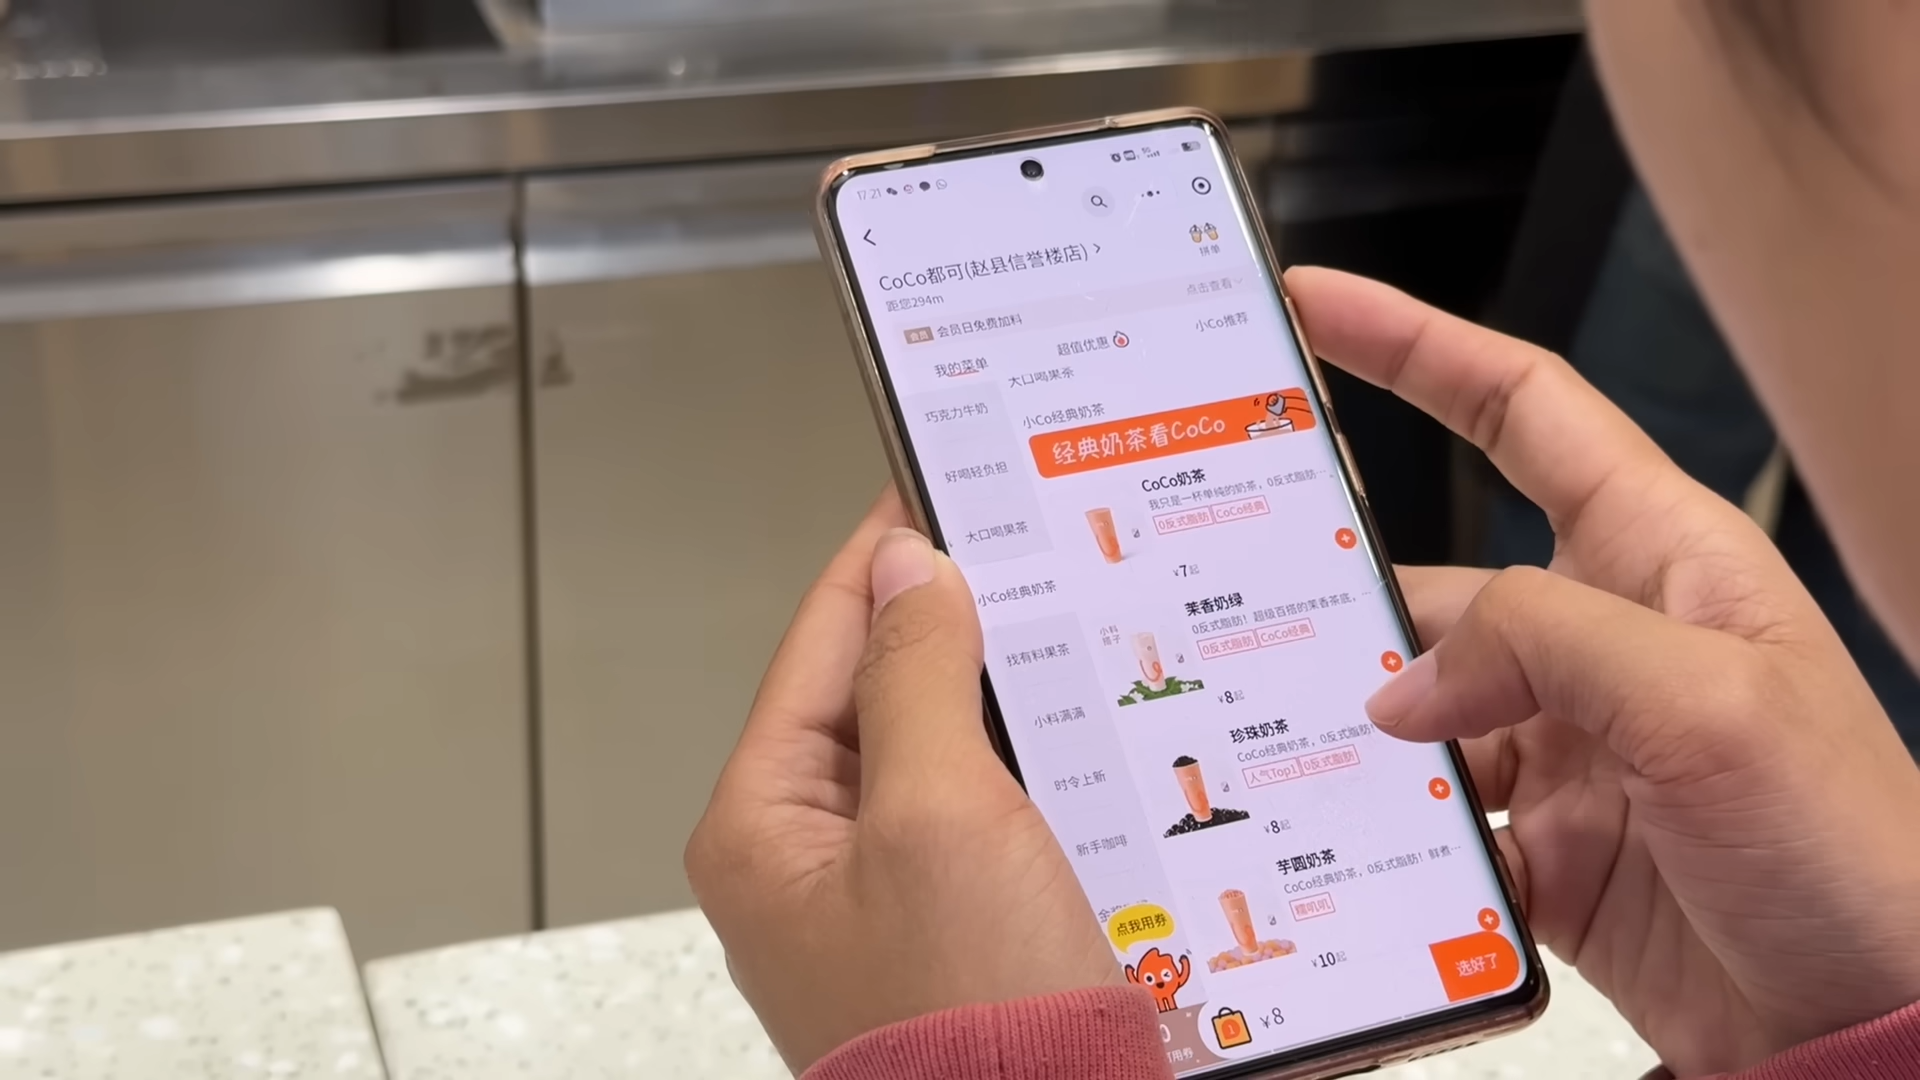 17:21
5G
CoCo都可(赵县信誉楼店) >
拼单
距您294m
会员 会员日免费加料
点击查看
我的菜单
超值优惠
小Co推荐
巧克力牛奶
好喝轻负担
大口喝果茶
小Co经典奶茶
找有料果茶
小料满满
时令上新
新手咖啡
大口喝果茶
小Co经典奶茶
经典奶茶看CoCo
CoCo奶茶
我只是一杯单纯的奶茶，0反式脂肪…
0反式脂肪 CoCo经典
¥7起
茉香奶绿
0反式脂肪！超级百搭的茉香茶底，…
0反式脂肪 CoCo经典
小料
搭子
¥8起
珍珠奶茶
CoCo经典奶茶，0反式脂肪！
人气Top1 0反式脂肪
¥8起
芋圆奶茶
CoCo经典奶茶，0反式脂肪！鲜煮…
糯叽叽
¥10起
点我用券
选好了
1
¥8
可用券